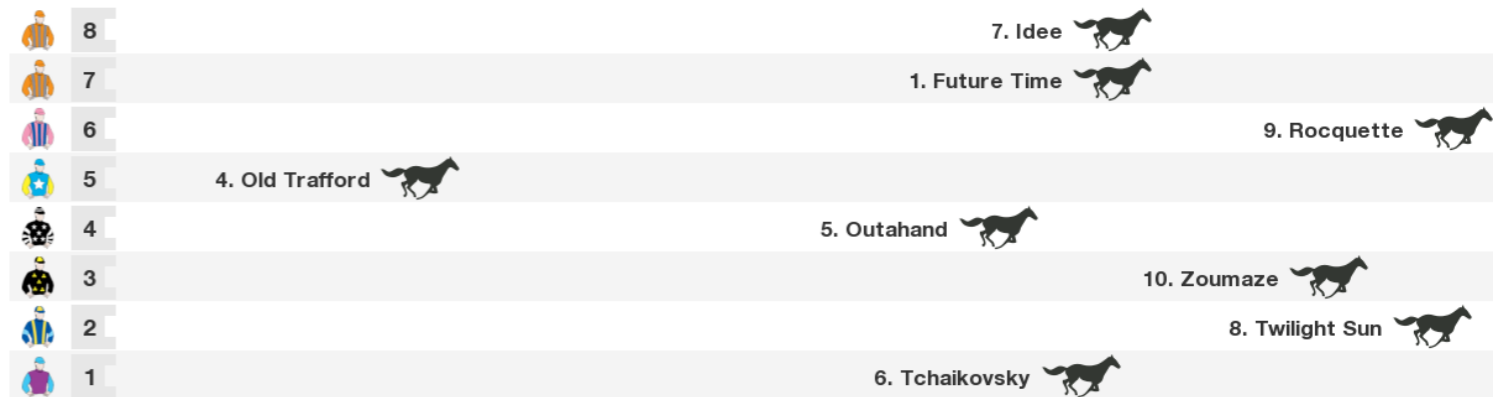 8 7. Idee
7 1. Future Time
6 9. Rocquette
5 4. Old Trafford
4 5. Outahand
3 10. Zoumaze
2 8. Twilight Sun
1 6. Tchaikovsky